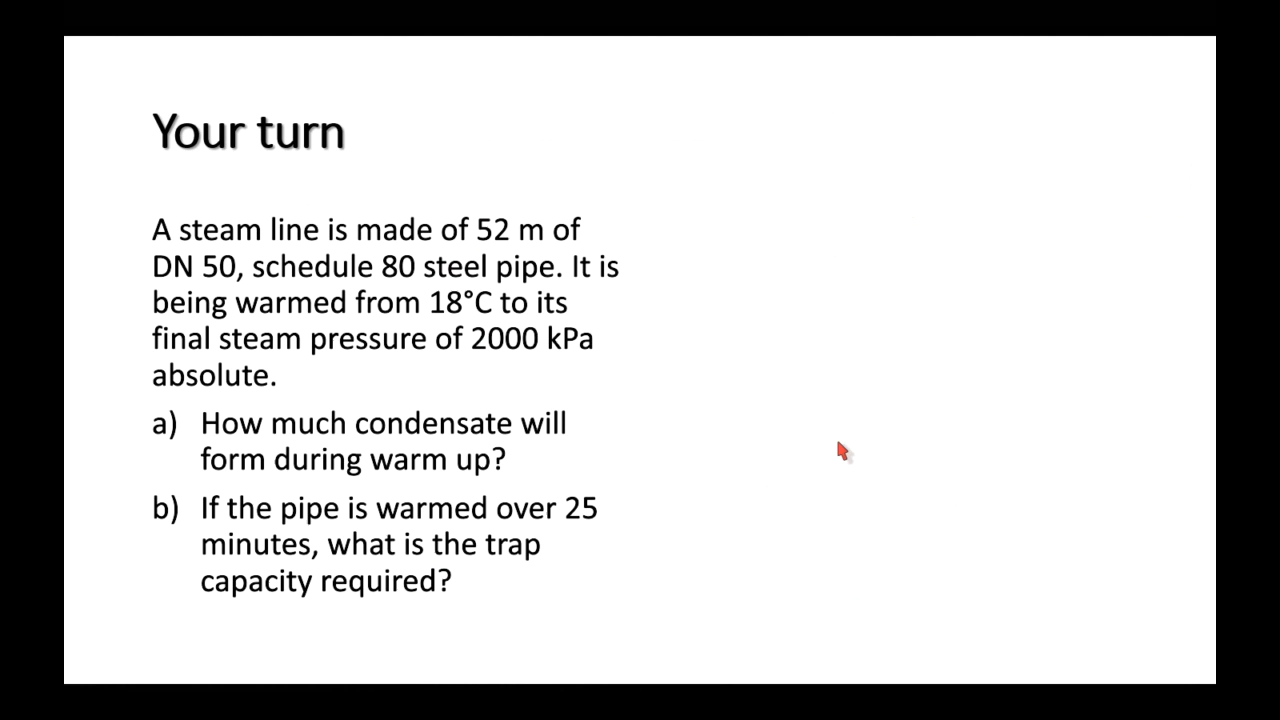 Your turn
A steam line is made of 52 m of
DN 50, schedule 80 steel pipe. It is
being warmed from 18°C to its
final steam pressure of 2000 kPa
absolute.
a) How much condensate will
form during warm up?
b) If the pipe is warmed over 25
minutes, what is the trap
capacity required?